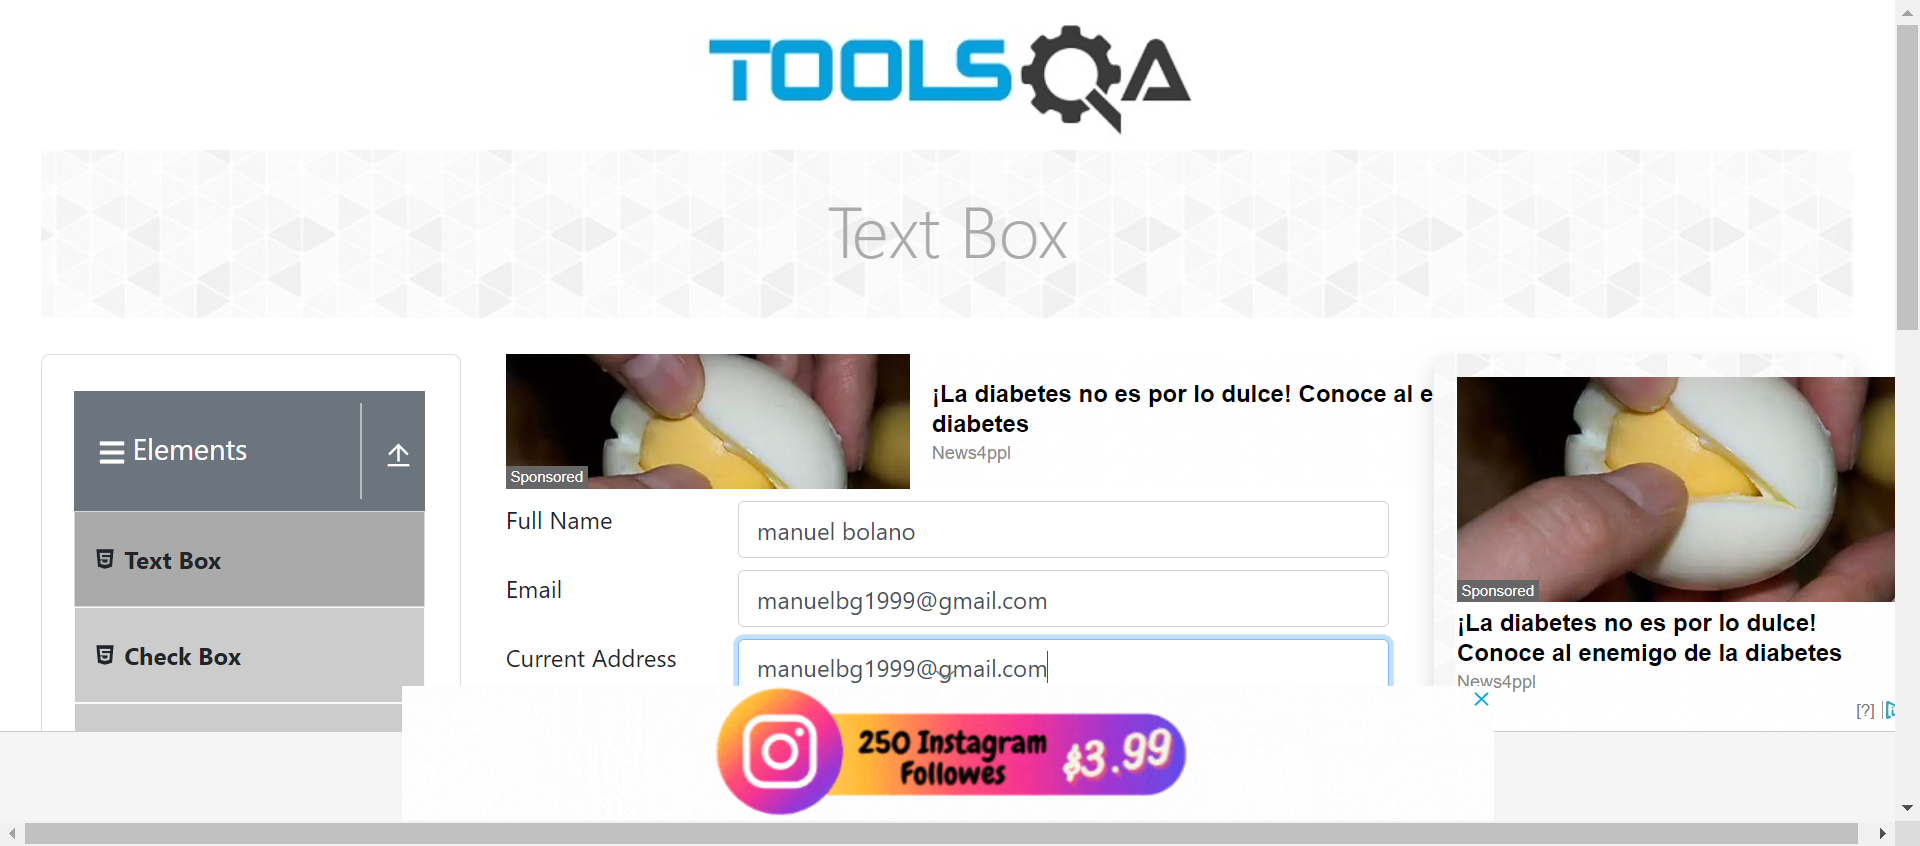 TOOLSQA
Text Box
Elements
Text Box
Check Box
Sponsored
¡La diabetes no es por lo dulce! Conoce al e
diabetes
News4ppl
Full Name
manuel bolano
Email
manuelbg1999@gmail.com
Current Address
manuelbg1999@gmail.com
Sponsored
¡La diabetes no es por lo dulce!
Conoce al enemigo de la diabetes
News4ppl
[?]
250 Instagram
Followes
$3.99